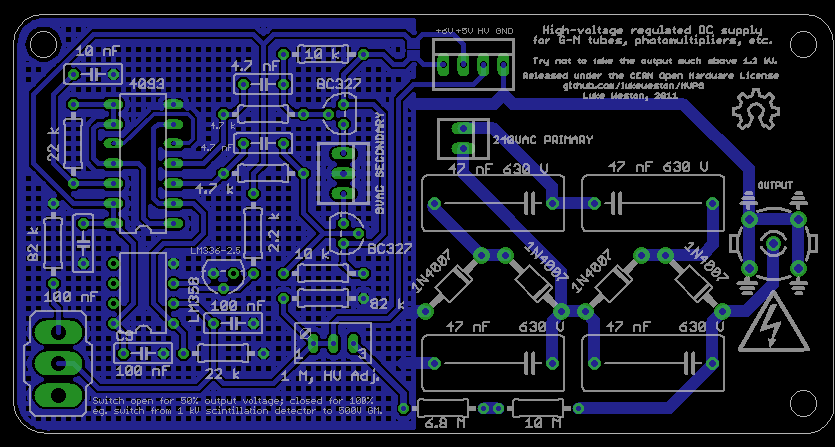 +6V +5V HV GND
High-voltage regulated DC supply
for G-M tubes, photomultipliers, etc.
Try not to take the output much above 1.2 kV.
Released under the CERN Open Hardware License
github.com/lukeweston/HVPS
Luke Weston, 2011
10 nF
4093
4.7 nF
10 k
BC327
22 k
4.7 k
4.7 nF
4.7 k
8VAC SECONDARY
240VAC PRIMARY
47 nF 630 V
47 nF 630 V
OUTPUT
82 k
100 nF
LM336-2.5
2.2 k
BC327
10 k
82 k
LM358
100 nF
1N4007
1N4007
1N4007
1N4007
C3
100 nF
22 k
1 3
1 M, HV Adj.
47 nF 630 V
47 nF 630 V
Switch open for 50% output voltage; closed for 100%
eg. switch from 1 kV scintillation detector to 500V GM.
6.8 M
10 M